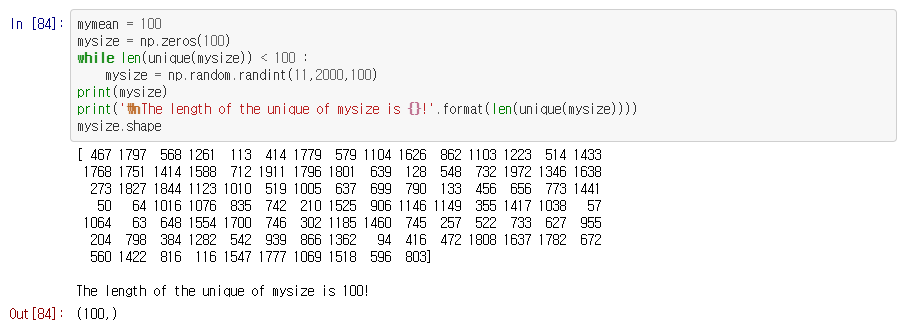 In [84]: mymean = 100
mysize = np.zeros(100)
while len(unique(mysize)) < 100 :
    mysize = np.random.randint(11,2000,100)
print(mysize)
print('₩nThe length of the unique of mysize is {}!'.format(len(unique(mysize))))
mysize.shape
[ 467 1797  568 1261  113  414 1779  579 1104 1626  862 1103 1223  514 1433
 1768 1751 1414 1588  712 1911 1796 1801  639  128  548  732 1972 1346 1638
  273 1827 1844 1123 1010  519 1005  637  699  790  133  456  656  773 1441
   50   64 1016 1076  835  742  210 1525  906 1146 1149  355 1417 1038   57
 1064   63  648 1554 1700  746  302 1185 1460  745  257  522  733  627  955
  204  798  384 1282  542  939  866 1362   94  416  472 1808 1637 1782  672
  560 1422  816  116 1547 1777 1069 1518  596  803]
The length of the unique of mysize is 100!
Out[84]: (100,)